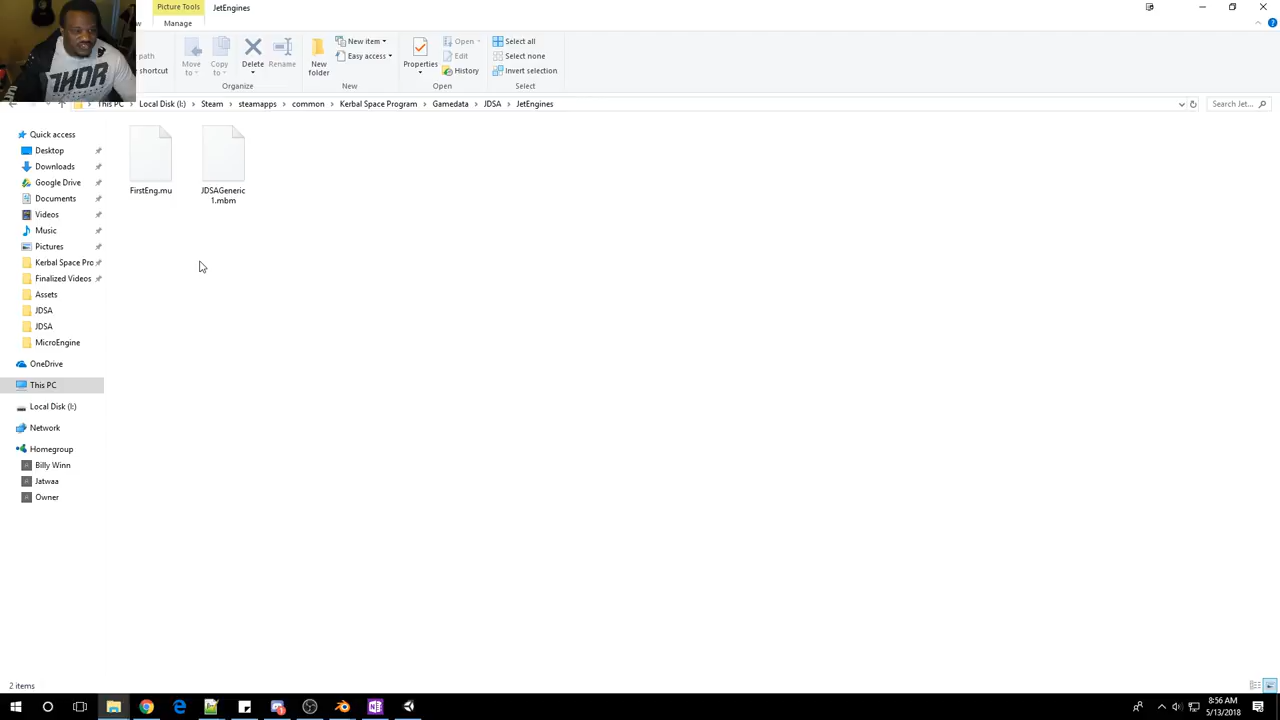 Picture Tools
JetEngines
Manage
THOR
path
shortcut
Move to
Copy to
Delete
Rename
New folder
New item
Easy access
Properties
Open
Edit
History
Select all
Select none
Invert selection
Organize
New
Open
Select
This PC > Local Disk (I:) > Steam > steamapps > common > Kerbal Space Program > Gamedata > JDSA > JetEngines
Search Jet...
Quick access
Desktop
Downloads
Google Drive
Documents
Videos
Music
Pictures
Kerbal Space Pro
Finalized Videos
Assets
JDSA
JDSA
MicroEngine
OneDrive
This PC
Local Disk (I:)
Network
Homegroup
Billy Winn
Jatwaa
Owner
FirstEng.mu
JDSAGeneric
1.mbm
2 items
8:56 AM
5/13/2018